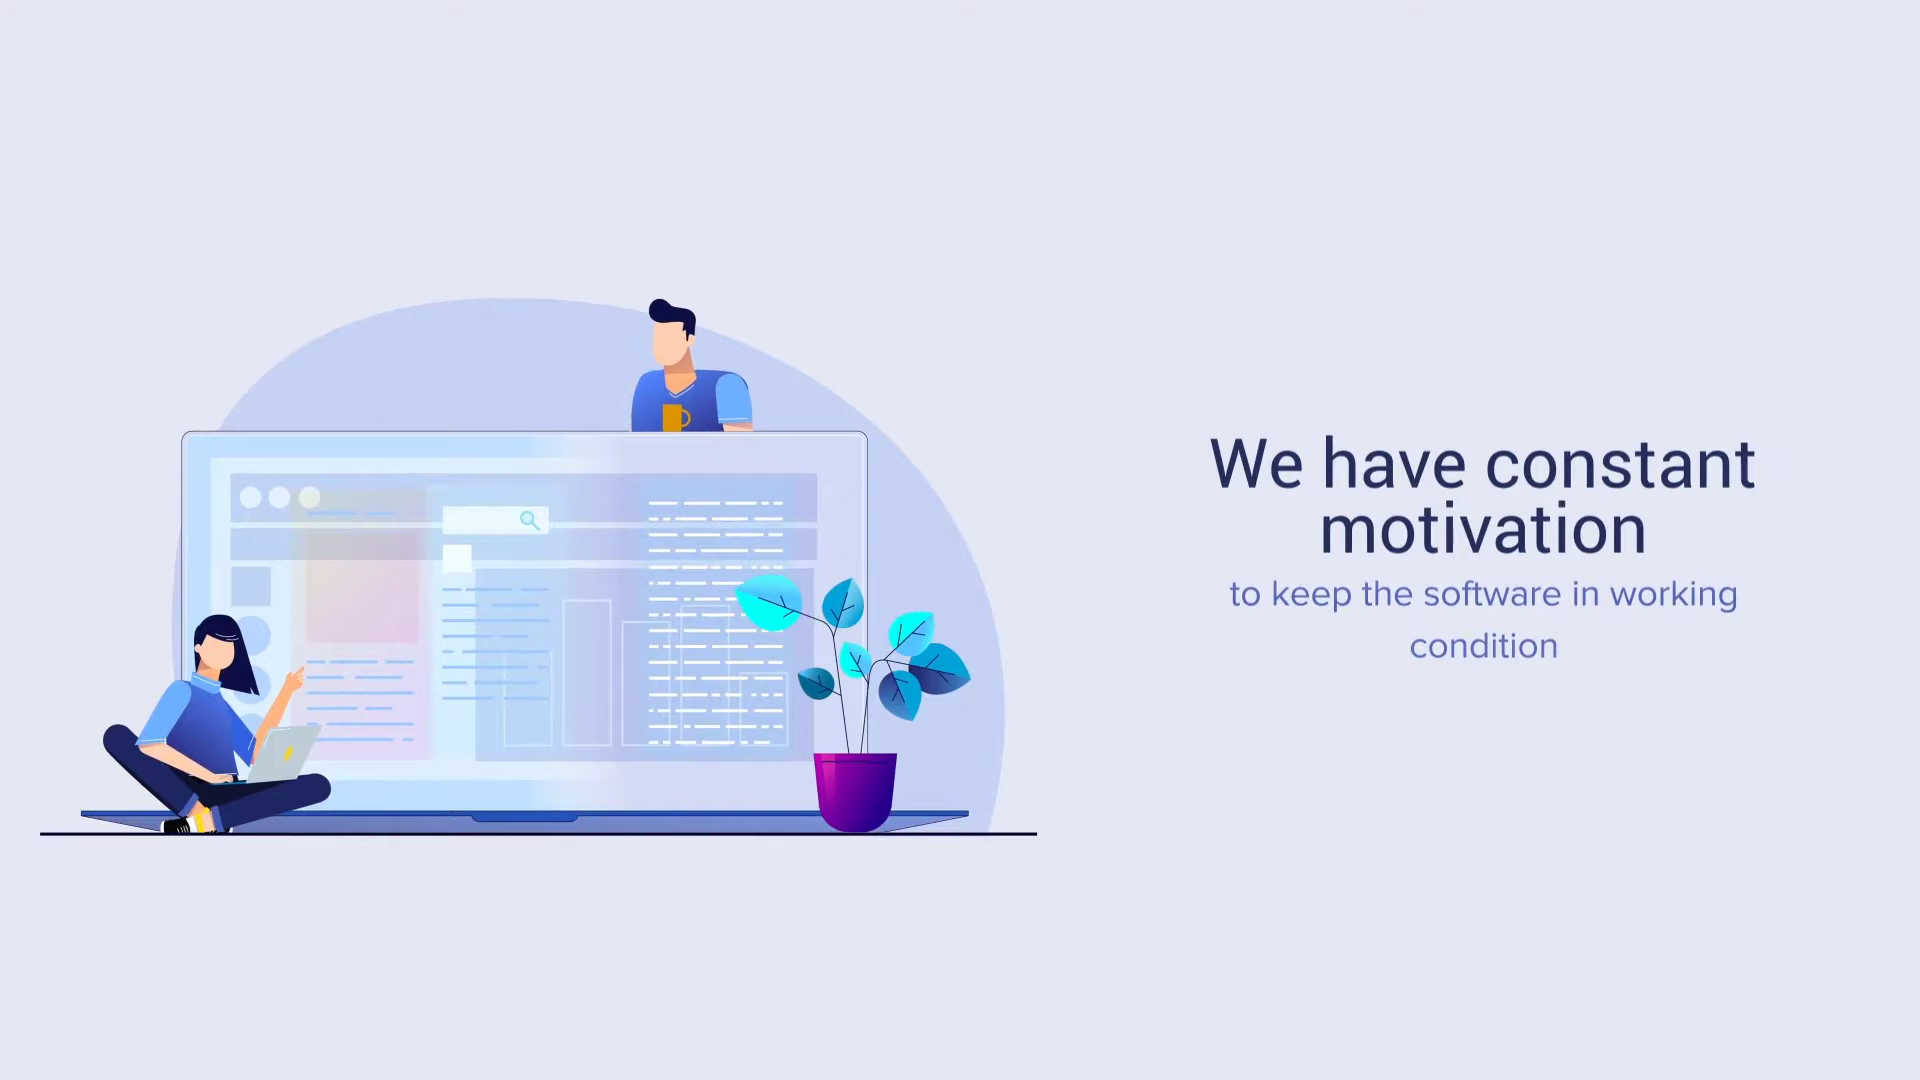 We have constant
motivation
to keep the software in working
condition